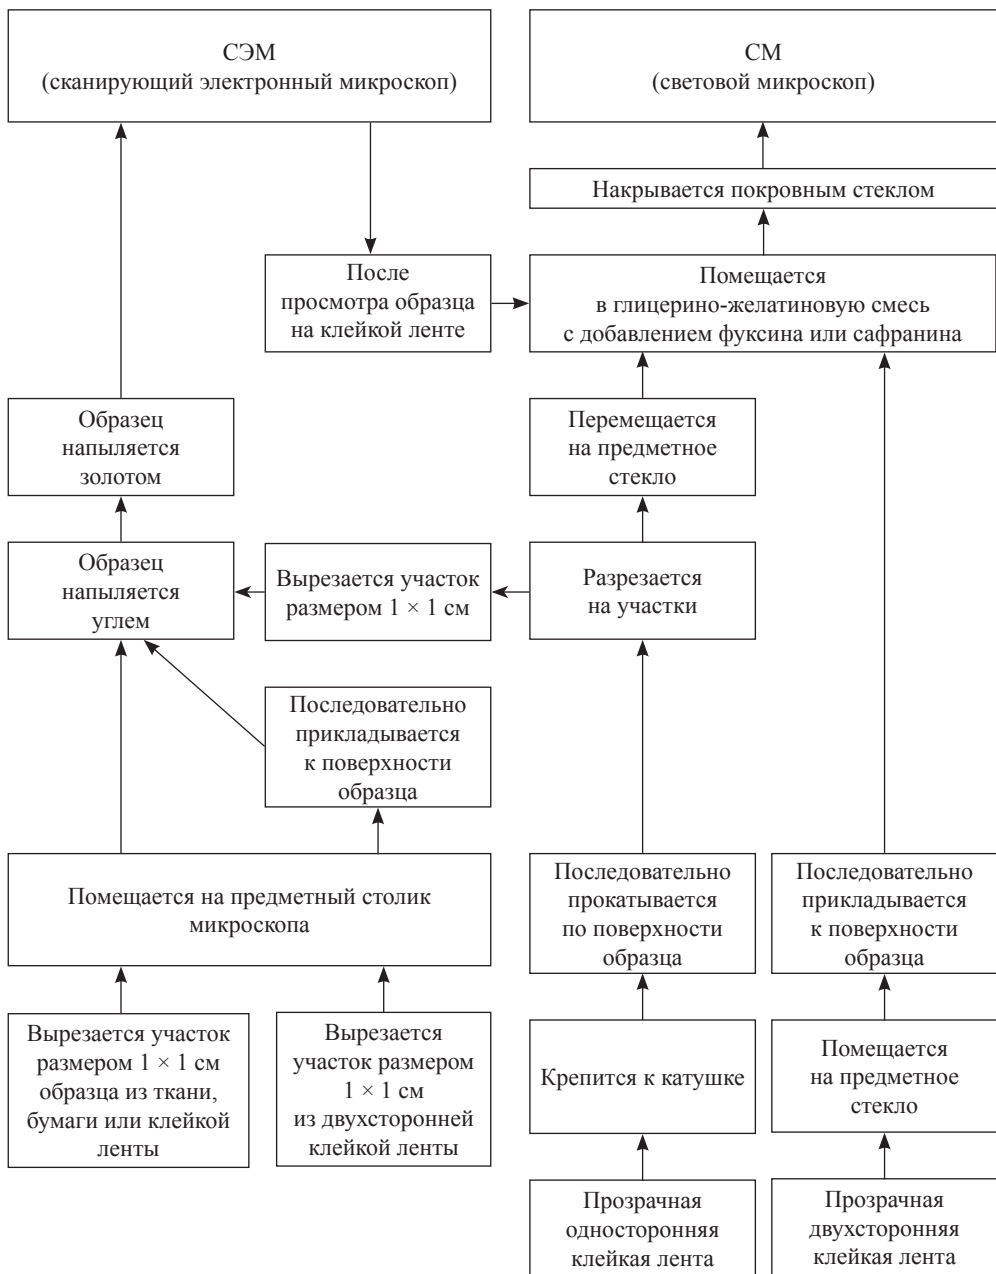 СЭМ
(сканирующий электронный микроскоп)
СМ
(световой микроскоп)
Накрывается покровным стеклом
После
просмотра образца
на клейкой ленте
Помещается
в глицерино-желатиновую смесь
с добавлением фуксина или сафранина
Образец
напыляется
золотом
Перемещается
на предметное
стекло
Образец
напыляется
углем
Вырезается участок
размером 1 × 1 см
Разрезается
на участки
Последовательно
прикладывается
к поверхности
образца
Помещается на предметный столик
микроскопа
Последовательно
прокатывается
по поверхности
образца
Последовательно
прикладывается
к поверхности
образца
Вырезается участок
размером 1 × 1 см
образца из ткани,
бумаги или клейкой
ленты
Вырезается
участок размером
1 × 1 см
из двухсторонней
клейкой ленты
Крепится к катушке
Помещается
на предметное
стекло
Прозрачная
односторонняя
клейкая лента
Прозрачная
двухсторонняя
клейкая лента